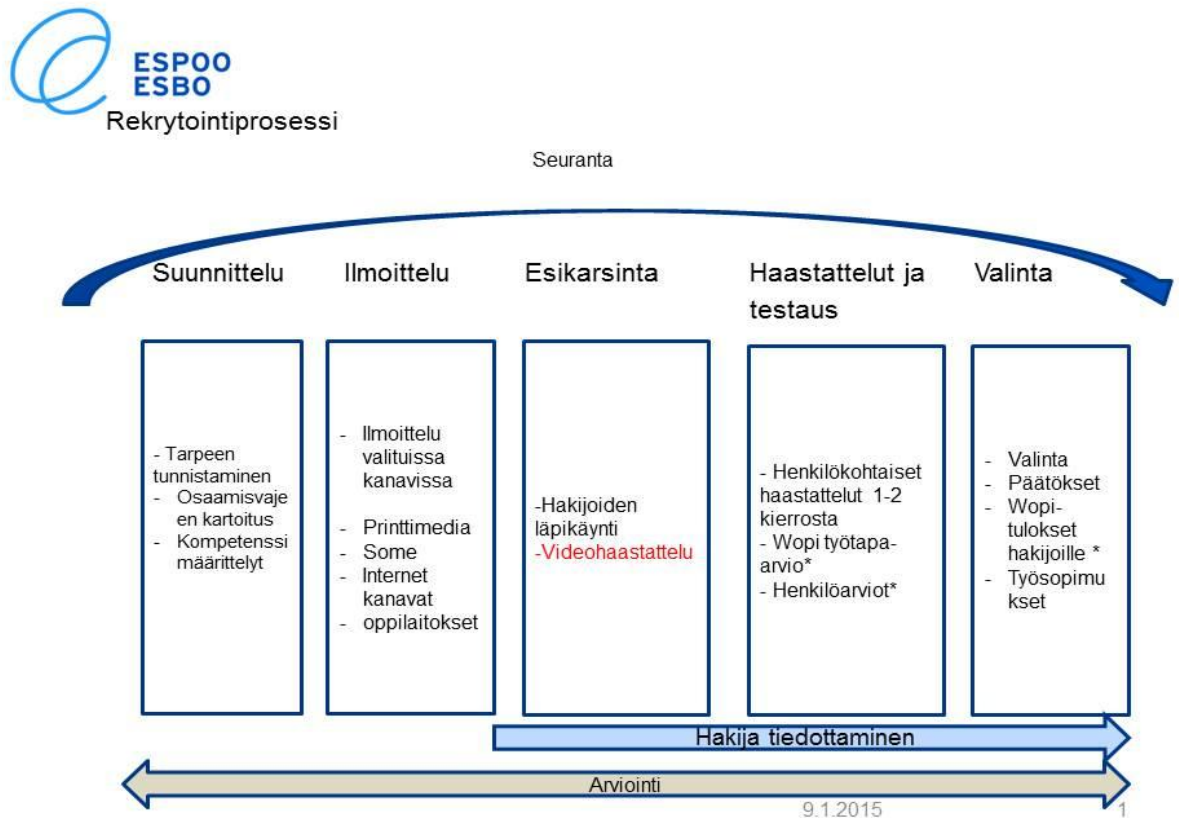 ESPOO
ESBO
Rekrytointiprosessi
Seuranta
Suunnittelu
Ilmoittelu
Esikarsinta
Haastattelut ja
testaus
Valinta
- Tarpeen
tunnistaminen
- Osaamisvaje
en kartoitus
- Kompetenssi
määrittelyt
- Ilmoittelu
valituissa
kanavissa
- Printtimedia
- Some
- Internet
kanavat
- oppilaitokset
-Hakijoiden
läpikäynti
-Videohaastattelu
- Henkilökohtaiset
haastattelut 1-2
kierrosta
- Wopi työtapa-
arvio*
- Henkilöarviot*
- Valinta
- Päätökset
- Wopi-
tulokset
hakijoille *
- Työsopimu
kset
Hakija tiedottaminen
Arviointi
9.1.2015
1